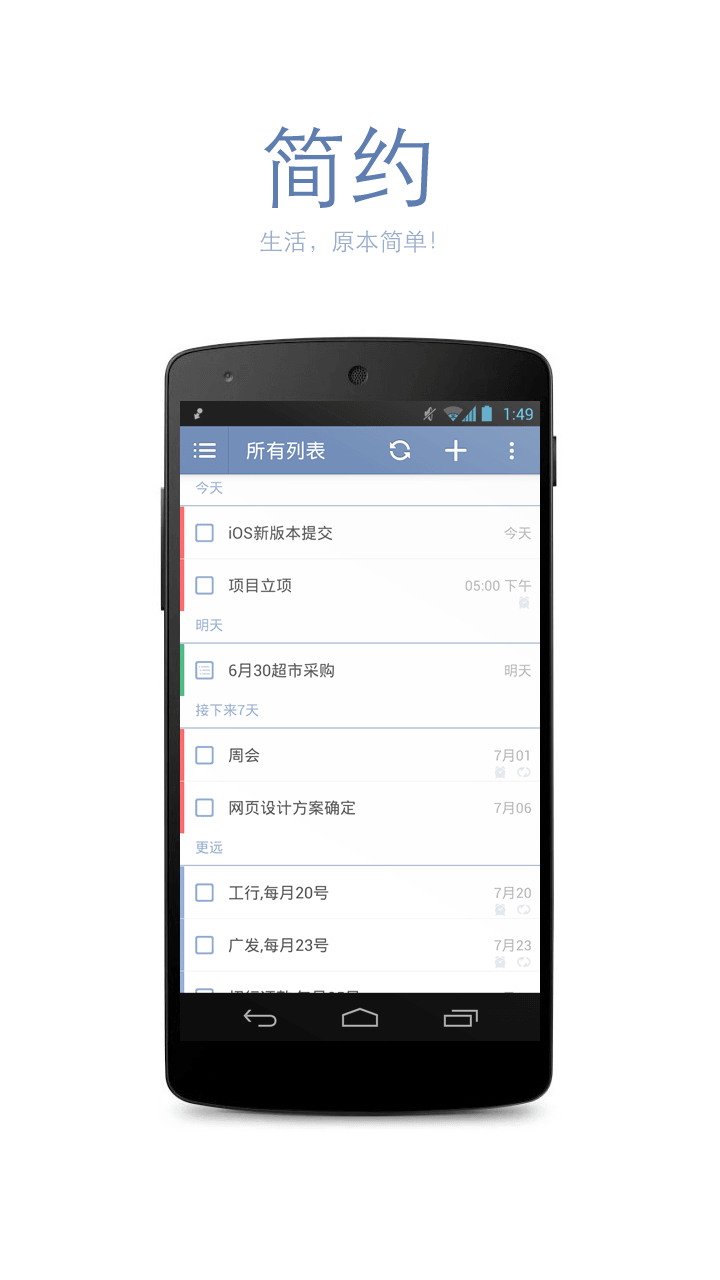 简约
生活，原本简单！
1:49
所有列表
今天
iOS新版本提交 今天
项目立项 05:00 下午
明天
6月30超市采购 明天
接下来7天
周会 7月01
网页设计方案确定 7月06
更远
工行,每月20号 7月20
广发,每月23号 7月23